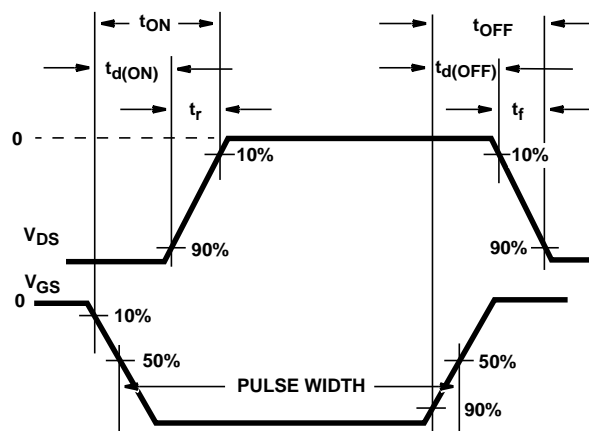 tON
tOFF
td(ON)
td(OFF)
tr
tf
0
10%
10%
VDS
90%
90%
VGS
0
10%
50%
50%
PULSE WIDTH
90%